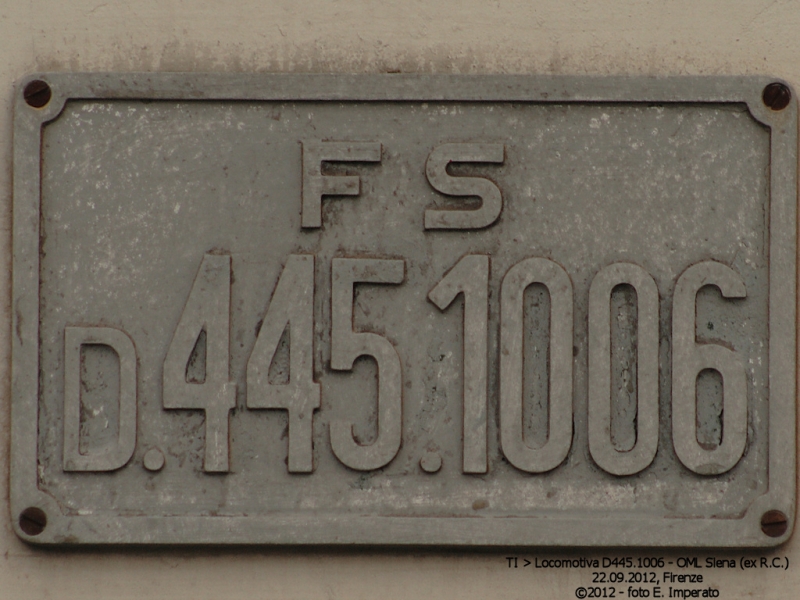 FS
D.445.1006
TI > Locomotiva D445.1006 - OML Siena (ex R.C.)
22.09.2012, Firenze
©2012 - foto E. Imperato